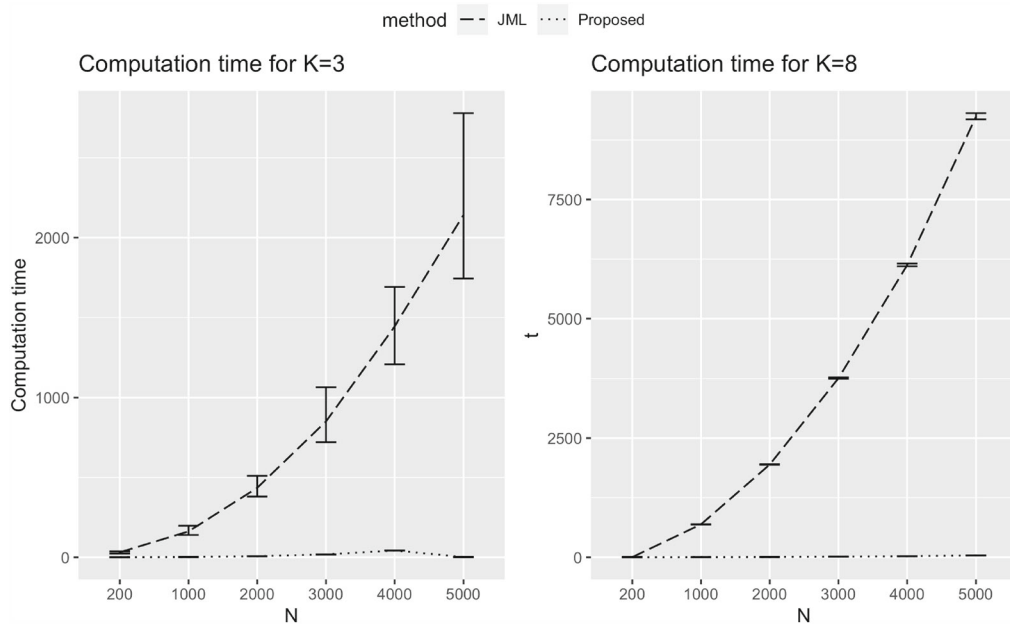 method JML Proposed
Computation time for K=3
Computation time
2000
1000
0
200 1000 2000 3000 4000 5000
N
Computation time for K=8
t
7500
5000
2500
0
200 1000 2000 3000 4000 5000
N